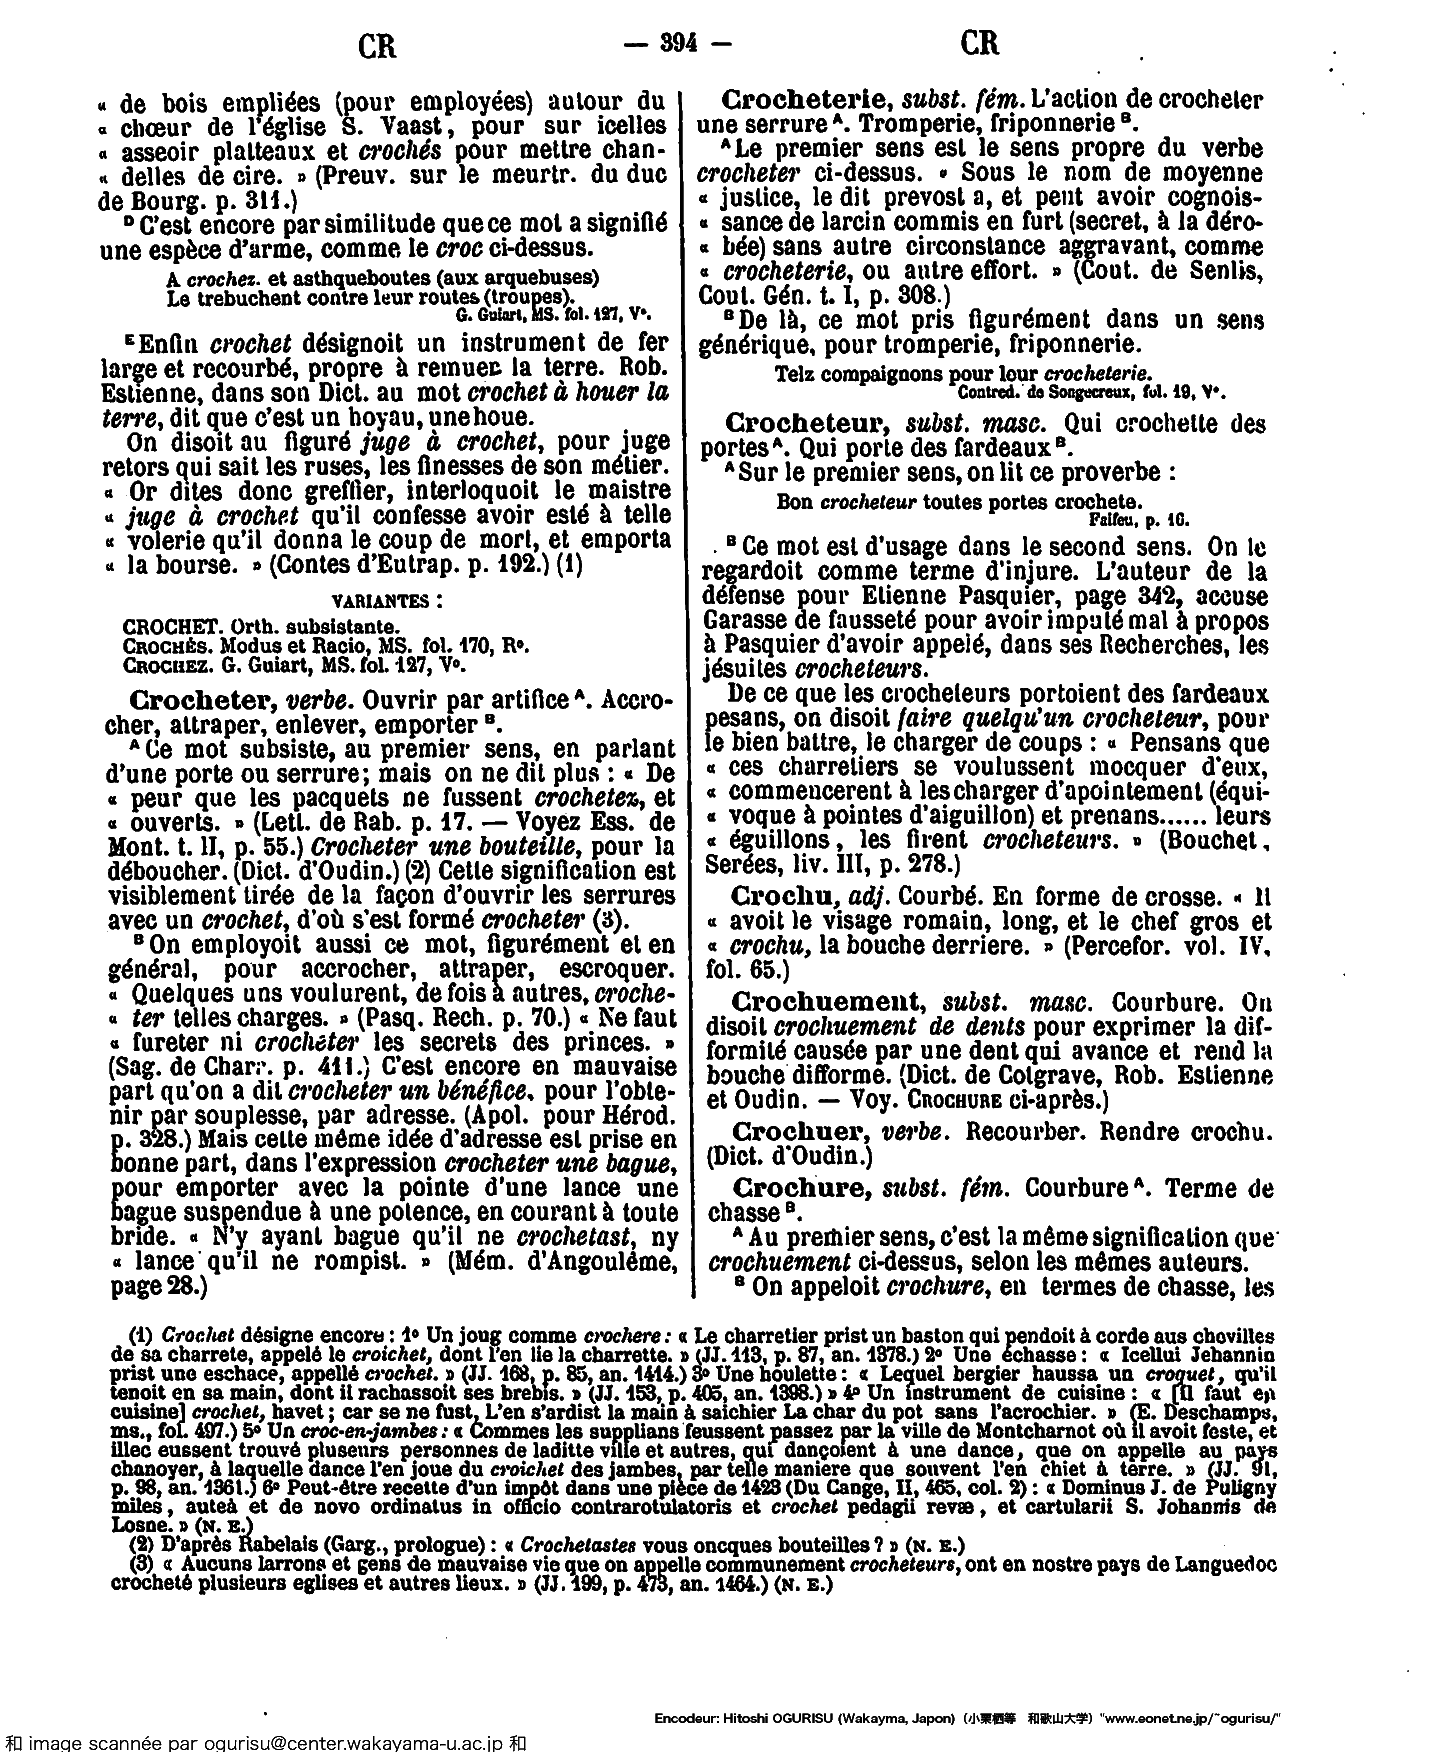 CR — 394 — CR
« de bois empliées (pour employées) autour du
« chœur de l'église S. Vaast, pour sur icelles
« asseoir platteaux et crochés pour mettre chan-
« delles de cire. » (Preuv. sur le meurtr. du duc
de Bourg. p. 311.)
D C'est encore par similitude que ce mot a signifié
une espèce d'arme, comme le croc ci-dessus.
A crochez. et asthqueboutes (aux arquebuses)
Le trebuchent contre leur routes (troupes).
G. Guiart, MS. fol. 127, Vº.
E Enfin crochet désignoit un instrument de fer
large et recourbé, propre à remuer la terre. Rob.
Estienne, dans son Dict. au mot crochet à houer la
terre, dit que c'est un hoyau, une houe.
On disoit au figuré juge à crochet, pour juge
retors qui sait les ruses, les finesses de son métier.
« Or dites donc greffier, interloquoit le maistre
« juge à crochet qu'il confesse avoir esté à telle
« volerie qu'il donna le coup de mort, et emporta
« la bourse. » (Contes d'Eutrap. p. 192.) (1)
VARIANTES :
CROCHET. Orth. subsistante.
CROCHÈS. Modus et Racio, MS. fol. 170, Rº.
CROCHEZ. G. Guiart, MS. fol. 127, Vº.
Crocheter, verbe. Ouvrir par artifice A. Accro-
cher, attraper, enlever, emporter B.
A Ce mot subsiste, au premier sens, en parlant
d'une porte ou serrure; mais on ne dit plus : « De
« peur que les pacquets ne fussent crochetez, et
« ouverts. » (Lett. de Rab. p. 17. — Voyez Ess. de
Mont. t. II, p. 55.) Crocheter une bouteille, pour la
déboucher. (Dict. d'Oudin.) (2) Cette signification est
visiblement tirée de la façon d'ouvrir les serrures
avec un crochet, d'où s'est formé crocheter (3).
B On employoit aussi ce mot, figurément et en
général, pour accrocher, attraper, escroquer.
« Quelques uns voulurent, de fois à autres, croche-
« ter telles charges. » (Pasq. Rech. p. 70.) « Ne faut
« fureter ni crocheter les secrets des princes. »
(Sag. de Charr. p. 411.) C'est encore en mauvaise
part qu'on a dit crocheter un bénéfice, pour l'obte-
nir par souplesse, par adresse. (Apol. pour Hérod.
p. 328.) Mais cette même idée d'adresse est prise en
bonne part, dans l'expression crocheter une bague,
pour emporter avec la pointe d'une lance une
bague suspendue à une potence, en courant à toute
bride. « N'y ayant bague qu'il ne crochetast, ny
« lance qu'il ne rompist. » (Mém. d'Angoulême,
page 28.)
Crocheterie, subst. fém. L'action de crocheter
une serrure A. Tromperie, friponnerie B.
A Le premier sens est le sens propre du verbe
crocheter ci-dessus. « Sous le nom de moyenne
« justice, le dit prevost a, et peut avoir cognois-
« sance de larcin commis en furt (secret, à la déro-
« bée) sans autre circonstance aggravant, comme
« crocheterie, ou autre effort. » (Cout. de Senlis,
Cout. Gén. t. I, p. 308.)
B De là, ce mot pris figurément dans un sens
générique, pour tromperie, friponnerie.
Telz compaignons pour leur crocheterie.
Contred. de Songecreux, fol. 19, Vº.
Crocheteur, subst. masc. Qui crochette des
portes A. Qui porte des fardeaux B.
A Sur le premier sens, on lit ce proverbe :
Bon crocheteur toutes portes crochete.
Faifeu, p. 16.
B Ce mot est d'usage dans le second sens. On le
regardoit comme terme d'injure. L'auteur de la
défense pour Etienne Pasquier, page 342, accuse
Garasse de fausseté pour avoir imputé mal à propos
à Pasquier d'avoir appelé, dans ses Recherches, les
jésuites crocheteurs.
De ce que les crocheteurs portoient des fardeaux
pesans, on disoit faire quelqu'un crocheteur, pour
le bien battre, le charger de coups : « Pensans que
« ces charretiers se voulussent mocquer d'eux,
« commencerent à les charger d'apointement (équi-
« voque à pointes d'aiguillon) et prenans...... leurs
« éguillons, les firent crocheteurs. » (Bouchet,
Serées, liv. III, p. 278.)
Crochu, adj. Courbé. En forme de crosse. « Il
« avoit le visage romain, long, et le chef gros et
« crochu, la bouche derriere. » (Percefor. vol. IV,
fol. 65.)
Crochuement, subst. masc. Courbure. On
disoit crochuement de dents pour exprimer la dif-
formité causée par une dent qui avance et rend la
bouche difforme. (Dict. de Cotgrave, Rob. Estienne
et Oudin. — Voy. CROCHURE ci-après.)
Crochuer, verbe. Recourber. Rendre crochu.
(Dict. d'Oudin.)
Crochure, subst. fém. Courbure A. Terme de
chasse B.
A Au premier sens, c'est la même signification que
crochuement ci-dessus, selon les mêmes auteurs.
B On appeloit crochure, en termes de chasse, les
(1) Crochet désigne encore : 1º Un joug comme crochere : « Le charretier prist un baston qui pendoit à corde aus chovilles
de sa charrete, appelé le croichet, dont l'en lie la charrette. » (JJ. 113, p. 87, an. 1378.) 2º Une échasse : « Icellui Jehannin
prist une eschace, appellé crochet. » (JJ. 168, p. 85, an. 1414.) 3º Une houlette : « Lequel bergier haussa un croquet, qu'il
tenoit en sa main, dont il rachassoit ses brebis. » (JJ. 153, p. 405, an. 1398.) » 4º Un instrument de cuisine : « [Il faut en
cuisine] crochet, havet ; car se ne fust, L'en s'ardist la main à saichier La char du pot sans l'acrochier. » (E. Deschamps,
ms., fol. 497.) 5º Un croc-en-jambes : « Commes les supplians feussent passez par la ville de Montcharnot où il avoit feste, et
illec eussent trouvé pluseurs personnes de laditte ville et autres, qui dançoient à une dance, que on appelle au pays
chanoyer, à laquelle dance l'en joue du croichet des jambes, par telle maniere que souvent l'en chiet à terre. » (JJ. 91,
p. 98, an. 1361.) 6º Peut-être recette d'un impôt dans une pièce de 1423 (Du Cange, II, 465, col. 2) : « Dominus J. de Puligny
miles, auteà et de novo ordinatus in officio contrarotulatoris et crochet pedagii revæ, et cartularii S. Johannis de
Losne. » (N. E.)
(2) D'après Rabelais (Garg., prologue) : « Crochetastes vous oncques bouteilles ? » (N. E.)
(3) « Aucuns larrons et gens de mauvaise vie que on appelle communement crocheteurs, ont en nostre pays de Languedoc
crocheté plusieurs eglises et autres lieux. » (JJ. 199, p. 473, an. 1464.) (N. E.)
Encodeur: Hitoshi OGURISU (Wakayma, Japon) (小栗栖等 和歌山大学) "www.eonet.ne.jp/~ogurisu/"
和 image scannée par ogurisu@center.wakayama-u.ac.jp 和